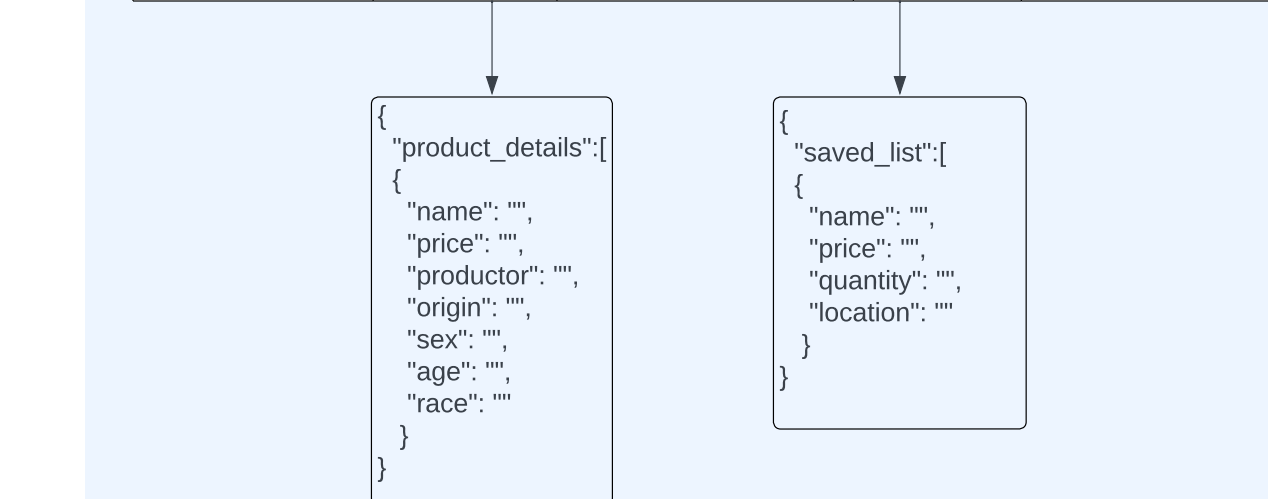 {
"product_details":[
{
"name": "",
"price": "",
"productor": "",
"origin": "",
"sex": "",
"age": "",
"race": ""
}
}
{
"saved_list":[
{
"name": "",
"price": "",
"quantity": "",
"location": ""
}
}